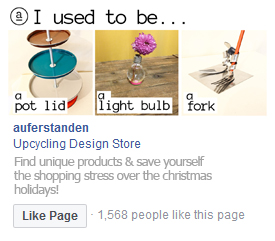 a I used to be...
a
pot lid
a
light bulb
a
fork
auferstanden
Upcycling Design Store
Find unique products & save yourself
the shopping stress over the christmas
holidays!
Like Page · 1,568 people like this page